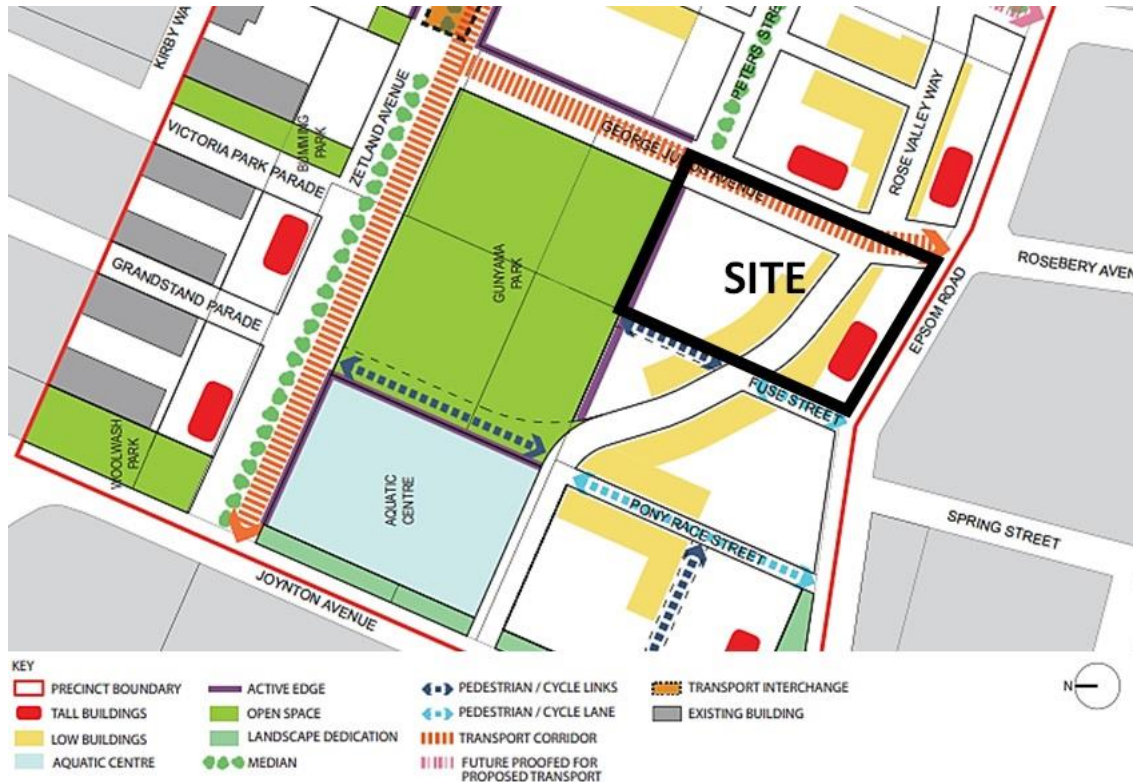 KIRBY WA
PETERS STRE
ZETLAND AVENUE
BIMMING
PARK
VICTORIA PARK PARADE
GEORGE JULIUS AVENUE
ROSE VALLEY WAY
GUNYAMA
PARK
SITE
ROSEBERY AVEN
GRANDSTAND PARADE
EPSOM ROAD
FUSE STREET
WOOLWASH
PARK
AQUATIC
CENTRE
PONY RACE STREET
SPRING STREET
JOYNTON AVENUE
KEY
PRECINCT BOUNDARY
TALL BUILDINGS
LOW BUILDINGS
AQUATIC CENTRE
ACTIVE EDGE
OPEN SPACE
LANDSCAPE DEDICATION
MEDIAN
PEDESTRIAN / CYCLE LINKS
PEDESTRIAN / CYCLE LANE
TRANSPORT CORRIDOR
FUTURE PROOFED FOR
PROPOSED TRANSPORT
TRANSPORT INTERCHANGE
EXISTING BUILDING
N